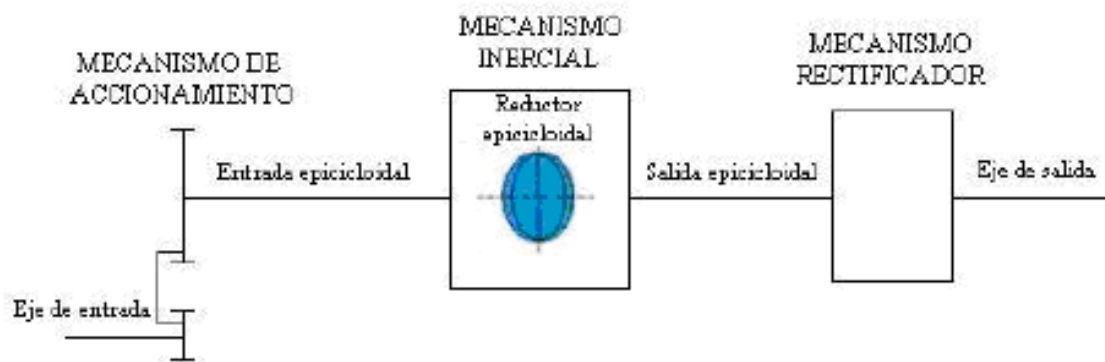 MECANISMO DE
ACCIONAMIENTO
MECANISMO
INERCIAL
MECANISMO
RECTIFICADOR
Reductor
epicicloidal
Entrada epicicloidal
Salida epicicloidal
Eje de salida
Eje de entrada